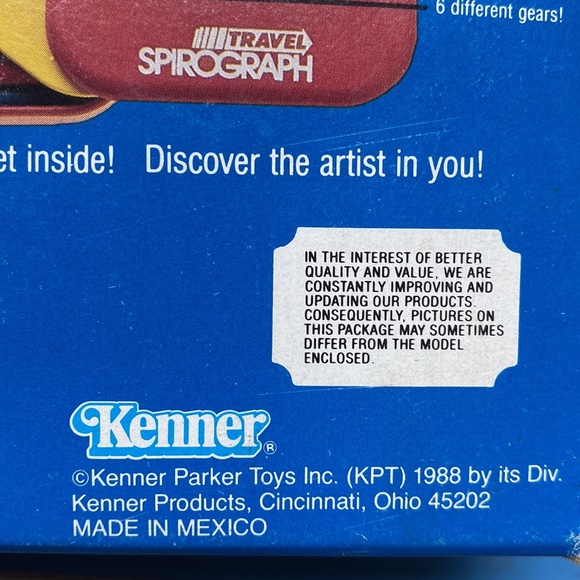 6 different gears!
TRAVEL
SPIROGRAPH
inside! Discover the artist in you!
IN THE INTEREST OF BETTER
QUALITY AND VALUE, WE ARE
CONSTANTLY IMPROVING AND
UPDATING OUR PRODUCTS.
CONSEQUENTLY, PICTURES ON
THIS PACKAGE MAY SOMETIMES
DIFFER FROM THE MODEL
ENCLOSED.
Kenner®
©Kenner Parker Toys Inc. (KPT) 1988 by its Div.
Kenner Products, Cincinnati, Ohio 45202
MADE IN MEXICO